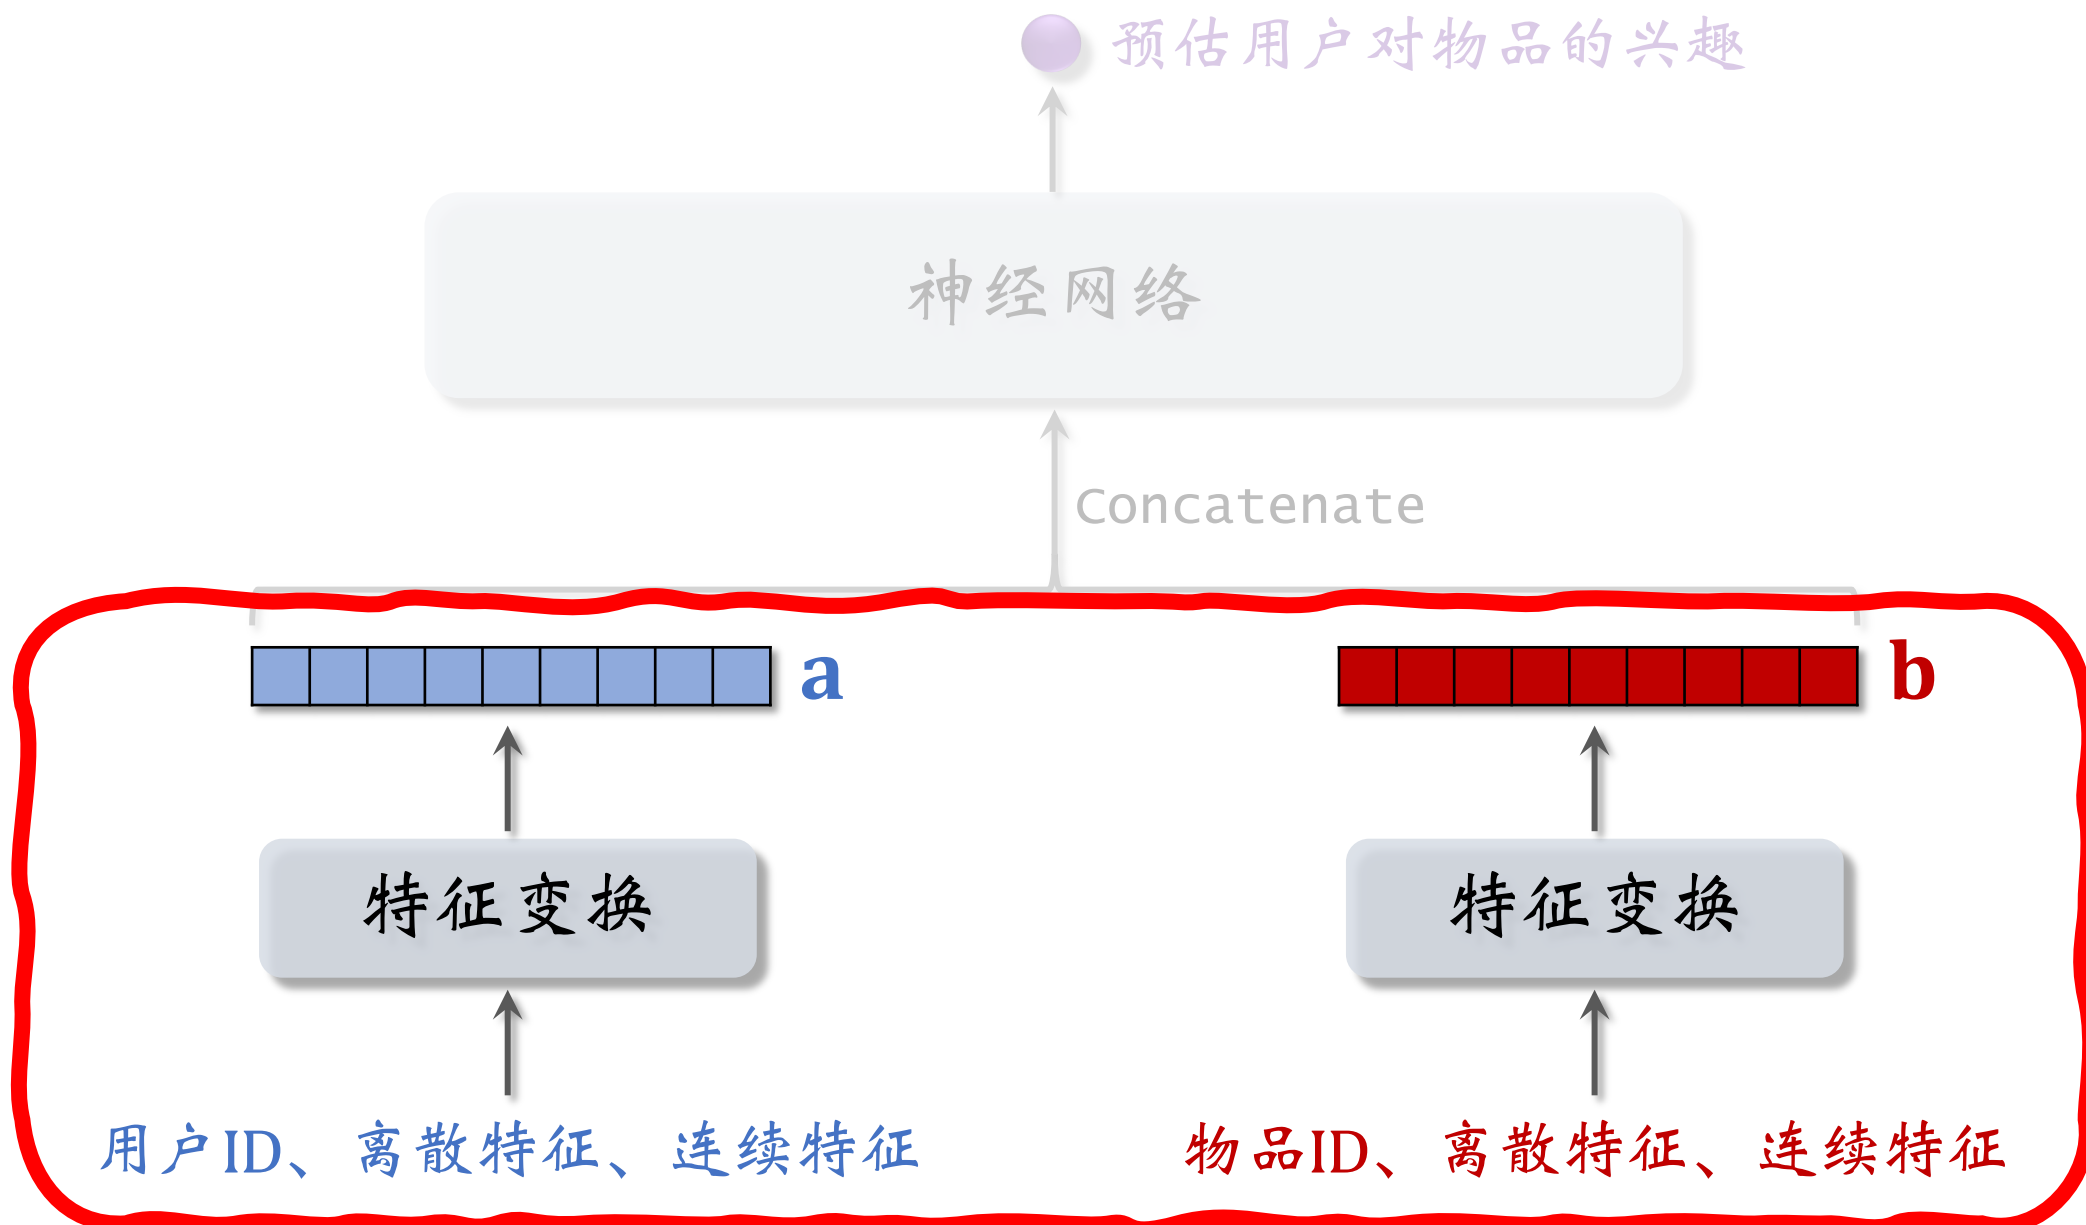 预估用户对物品的兴趣
神经网络
Concatenate
a
b
特征变换
特征变换
用户ID、离散特征、连续特征
物品ID、离散特征、连续特征